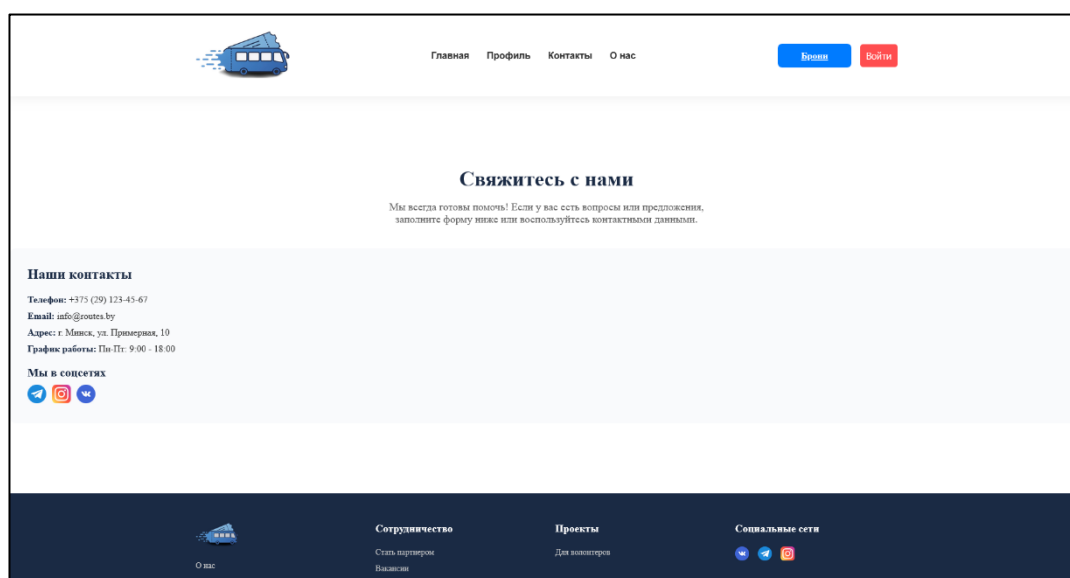 Главная Профиль Контакты О нас Брони Войти
Свяжитесь с нами
Мы всегда готовы помочь! Если у вас есть вопросы или предложения,
заполните форму ниже или воспользуйтесь контактными данными.
Наши контакты
Телефон: +375 (29) 123-45-67
Email: info@routes.by
Адрес: г. Минск, ул. Примерная, 10
График работы: Пн-Пт: 9:00 - 18:00
Мы в соцсетях
Сотрудничество Проекты Социальные сети
Стать партнером Для волонтеров
О нас Вакансии